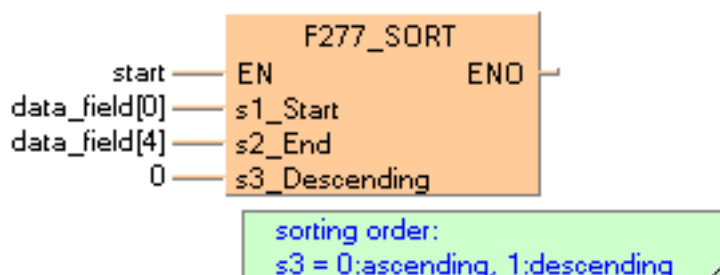 F277_SORT
start EN ENO
data_field[0] s1_Start
data_field[4] s2_End
0 s3_Descending
sorting order:
s3 = 0:ascending, 1:descending